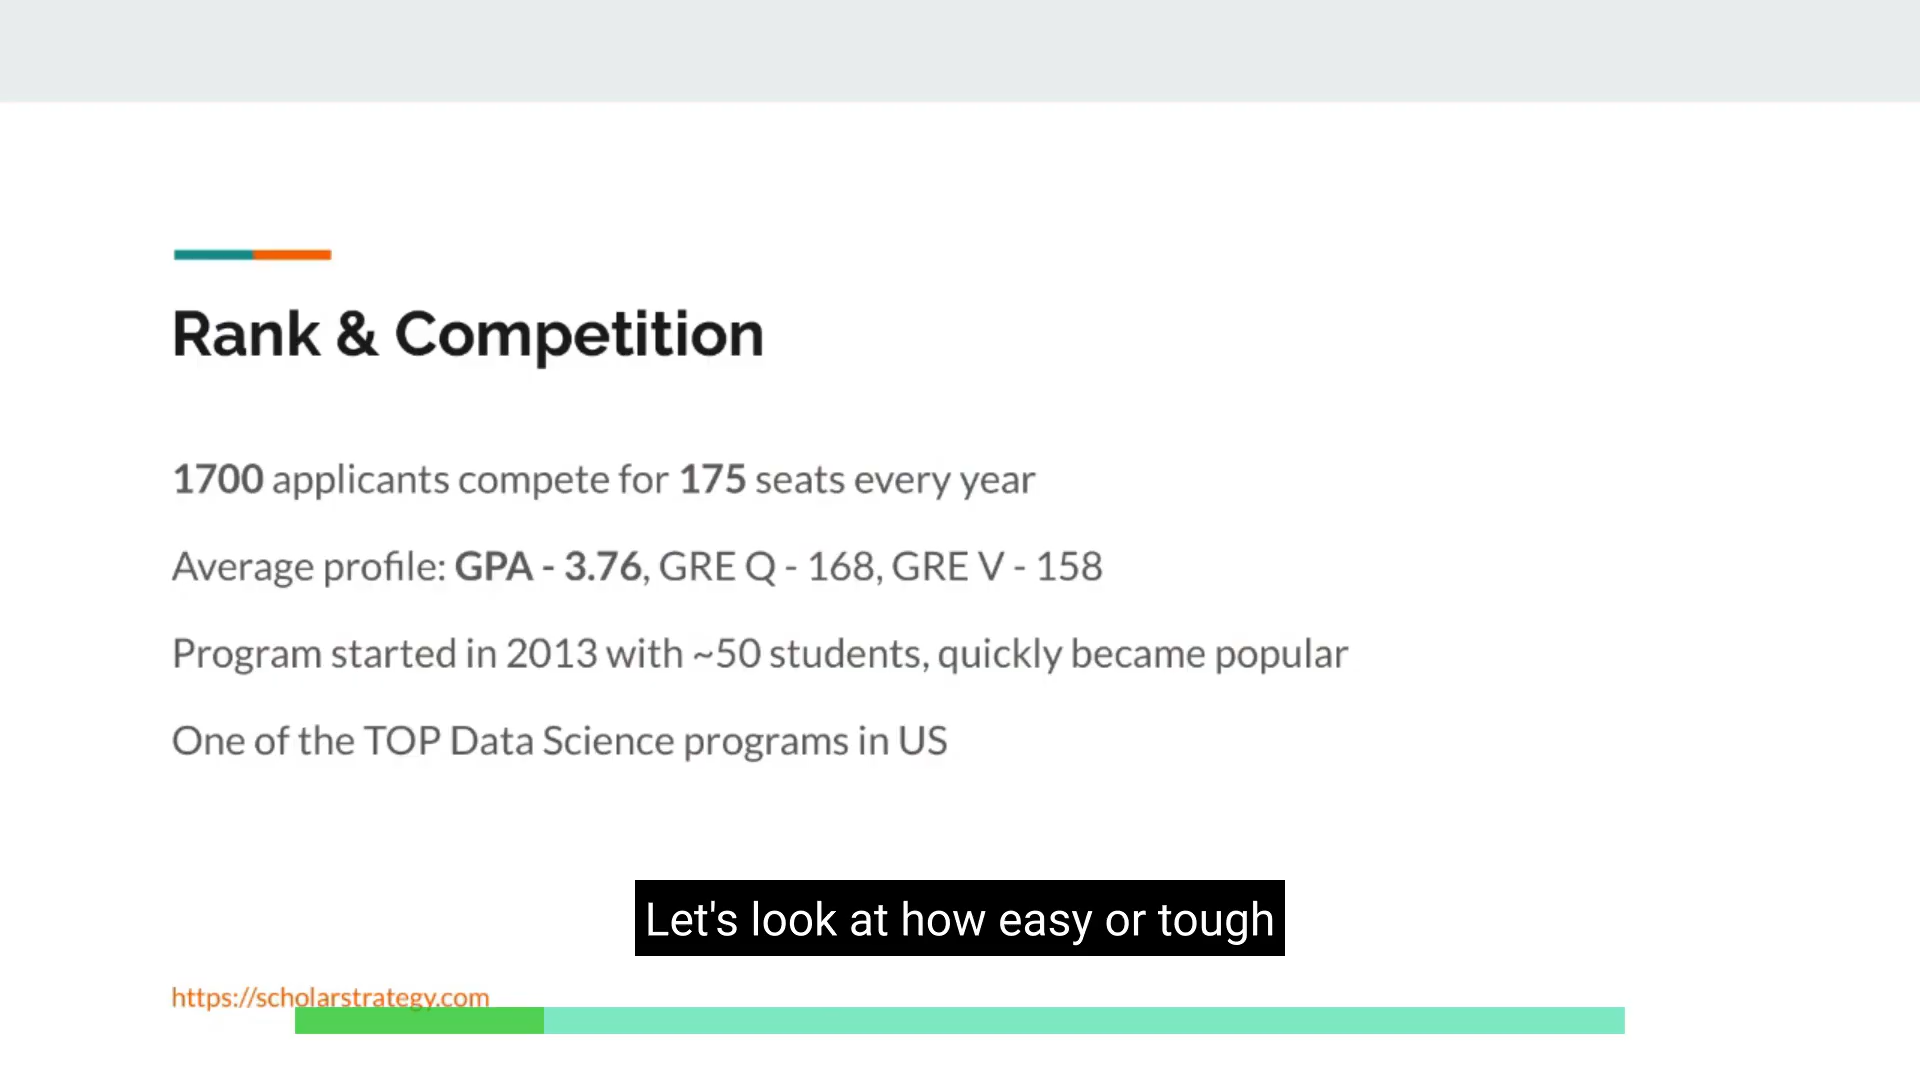 Rank & Competition
1700 applicants compete for 175 seats every year
Average profile: GPA - 3.76, GRE Q - 168, GRE V - 158
Program started in 2013 with ~50 students, quickly became popular
One of the TOP Data Science programs in US
Let's look at how easy or tough
https://scholarstrategy.com